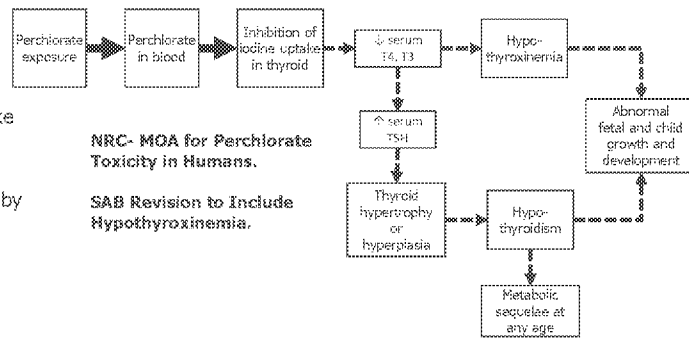 Perchlorate
exposure
Perchlorate
in blood
Inhibition of
iodine uptake
in thyroid
↓ serum
T4, T3
Hypo-
thyroxinemia
↑ serum
TSH
Abnormal
fetal and child
growth and
development
Thyroid
hypertrophy
or
hyperplasia
Hypo-
thyroidism
Metabolic
sequelae at
any age
NRC- MOA for Perchlorate
Toxicity in Humans.
SAB Revision to Include
Hypothyroxinemia.
by